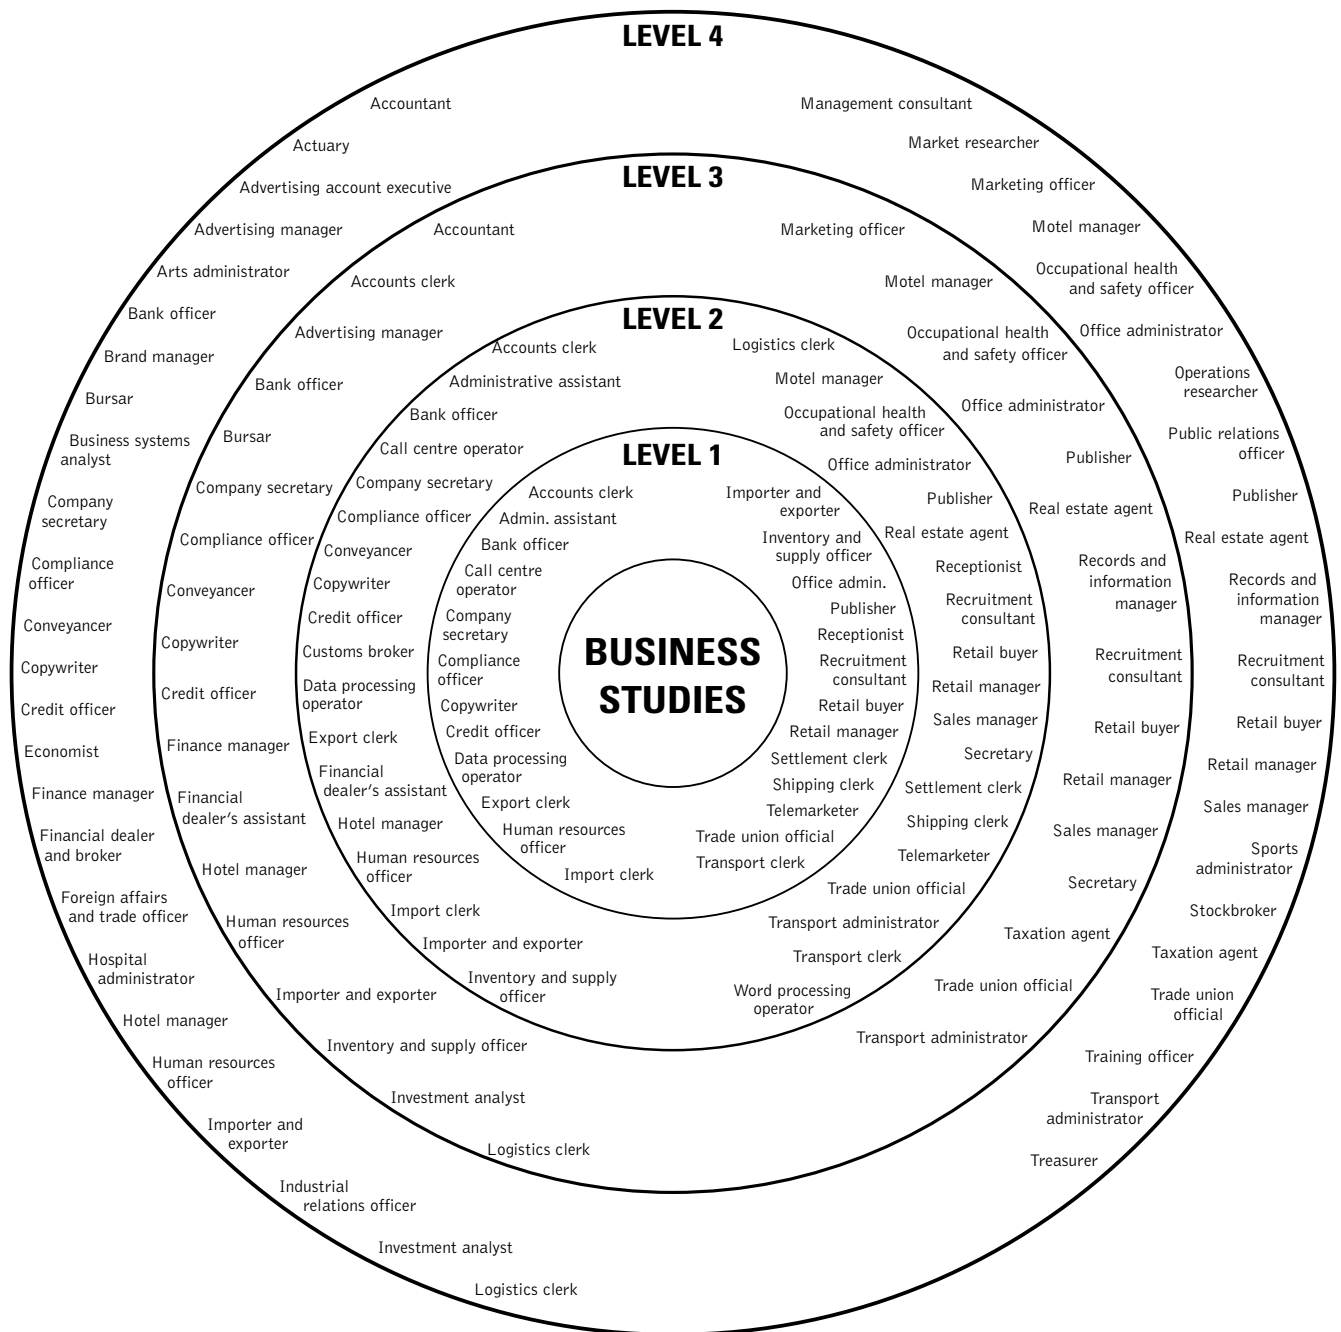 LEVEL 4
Accountant
Actuary
Advertising account executive
Advertising manager
Arts administrator
Bank officer
Brand manager
Bursar
Business systems
analyst
Company
secretary
Compliance
officer
Conveyancer
Copywriter
Credit officer
Economist
Finance manager
Financial dealer
and broker
Foreign affairs
and trade officer
Hospital
administrator
Hotel manager
Human resources
officer
Importer and
exporter
Industrial
relations officer
Investment analyst
Logistics clerk
Management consultant
Market researcher
Marketing officer
Motel manager
Occupational health
and safety officer
Office administrator
Operations
researcher
Public relations
officer
Publisher
Real estate agent
Records and
information
manager
Recruitment
consultant
Retail buyer
Retail manager
Sales manager
Sports
administrator
Stockbroker
Taxation agent
Trade union
official
Training officer
Transport
administrator
Treasurer
LEVEL 3
Accountant
Accounts clerk
Advertising manager
Bank officer
Bursar
Company secretary
Compliance officer
Conveyancer
Copywriter
Credit officer
Finance manager
Financial
dealer's assistant
Hotel manager
Human resources
officer
Importer and exporter
Inventory and supply officer
Investment analyst
Logistics clerk
Marketing officer
Motel manager
Occupational health
and safety officer
Office administrator
Publisher
Real estate agent
Records and
information
manager
Recruitment
consultant
Retail buyer
Retail manager
Sales manager
Secretary
Taxation agent
Trade union official
Transport administrator
LEVEL 2
Accounts clerk
Administrative assistant
Bank officer
Call centre operator
Company secretary
Compliance officer
Conveyancer
Copywriter
Credit officer
Customs broker
Data processing
operator
Export clerk
Financial
dealer's assistant
Hotel manager
Human resources
officer
Import clerk
Importer and exporter
Inventory and supply
officer
Logistics clerk
Motel manager
Occupational health
and safety officer
Office administrator
Publisher
Real estate agent
Receptionist
Recruitment
consultant
Retail buyer
Retail manager
Sales manager
Secretary
Settlement clerk
Shipping clerk
Telemarketer
Trade union official
Transport administrator
Transport clerk
Word processing
operator
LEVEL 1
Accounts clerk
Admin. assistant
Bank officer
Call centre
operator
Company
secretary
Compliance
officer
Copywriter
Credit officer
Data processing
operator
Export clerk
Human resources
officer
Import clerk
Importer and
exporter
Inventory and
supply officer
Office admin.
Publisher
Receptionist
Recruitment
consultant
Retail buyer
Retail manager
Settlement clerk
Shipping clerk
Telemarketer
Trade union official
Transport clerk
BUSINESS
STUDIES